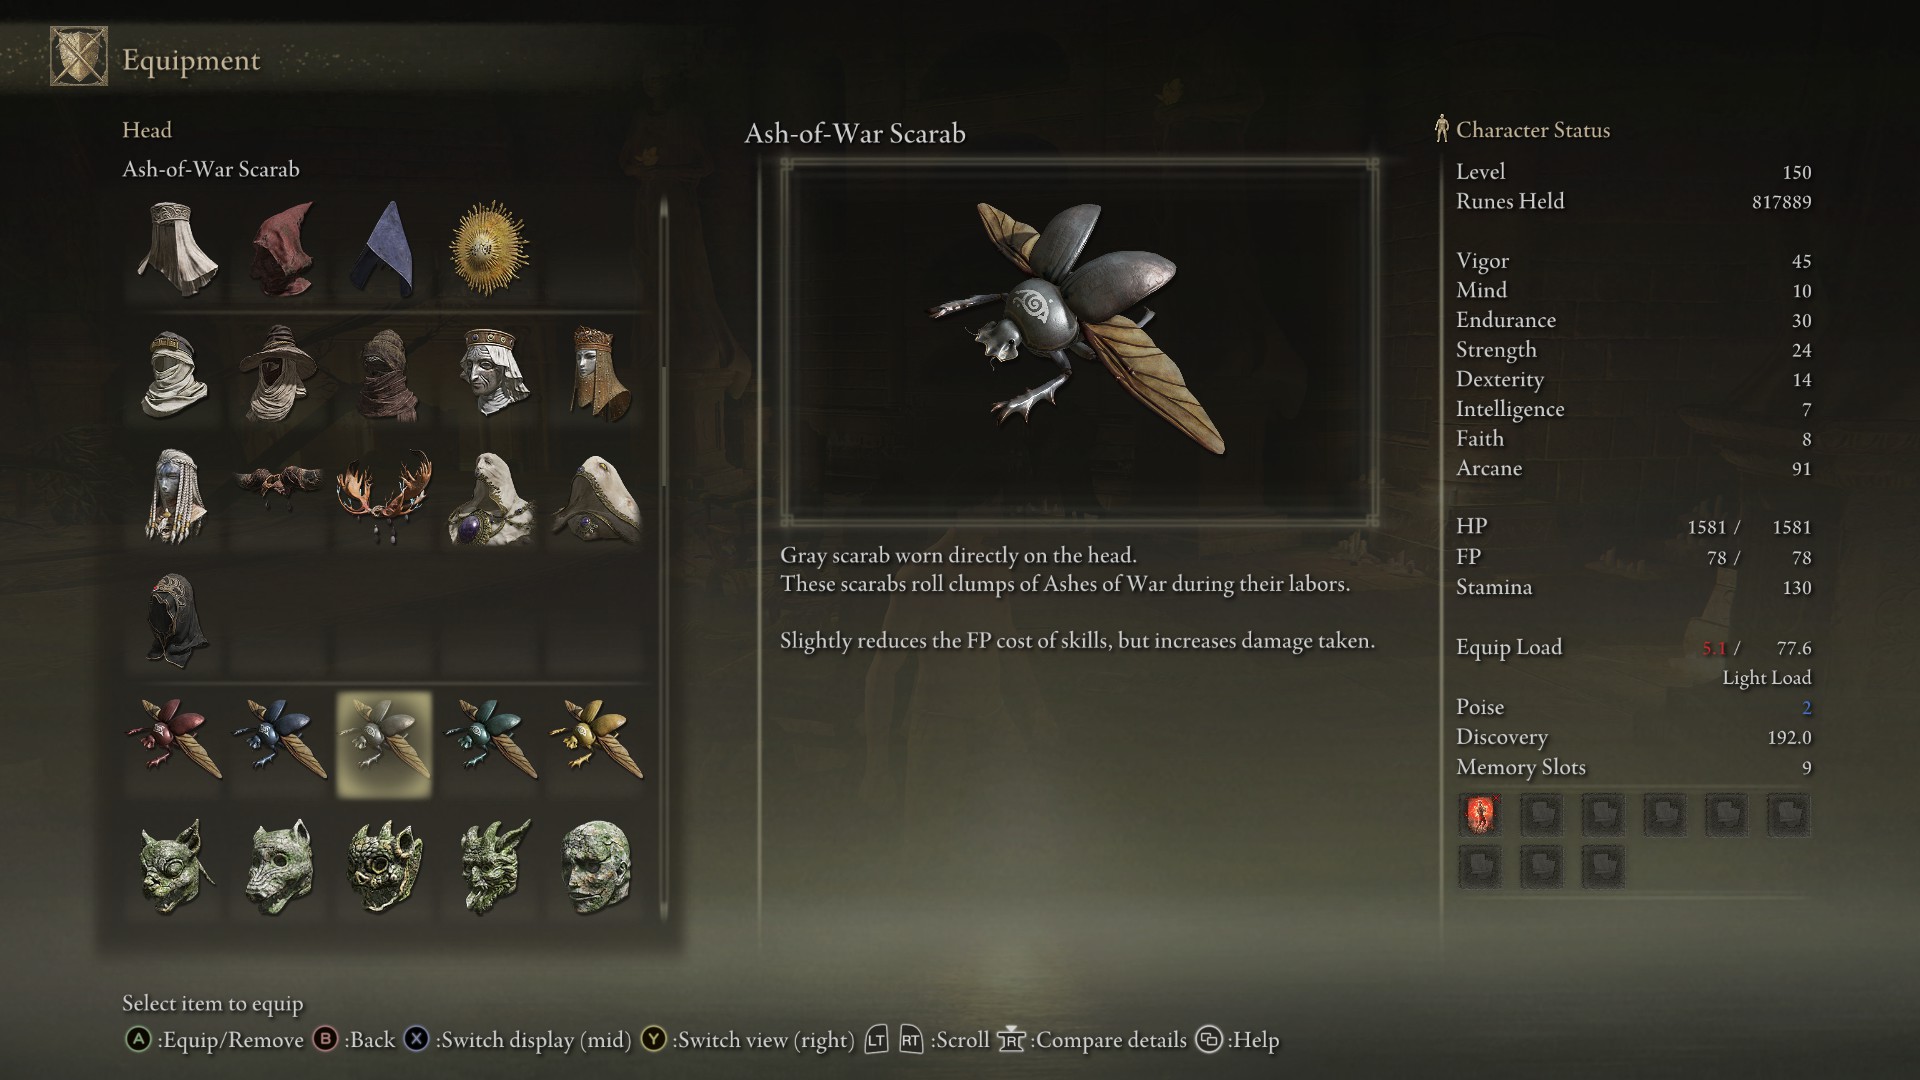 Equipment
Head
Ash-of-War Scarab
Ash-of-War Scarab
Gray scarab worn directly on the head.
These scarabs roll clumps of Ashes of War during their labors.
Slightly reduces the FP cost of skills, but increases damage taken.
Character Status
Level 150
Runes Held 817889
Vigor 45
Mind 10
Endurance 30
Strength 24
Dexterity 14
Intelligence 7
Faith 8
Arcane 91
HP 1581 / 1581
FP 78 / 78
Stamina 130
Equip Load 5.1 / 77.6
Light Load
Poise 2
Discovery 192.0
Memory Slots 9
Select item to equip
A :Equip/Remove B :Back X :Switch display (mid) Y :Switch view (right) LT RT :Scroll R :Compare details :Help